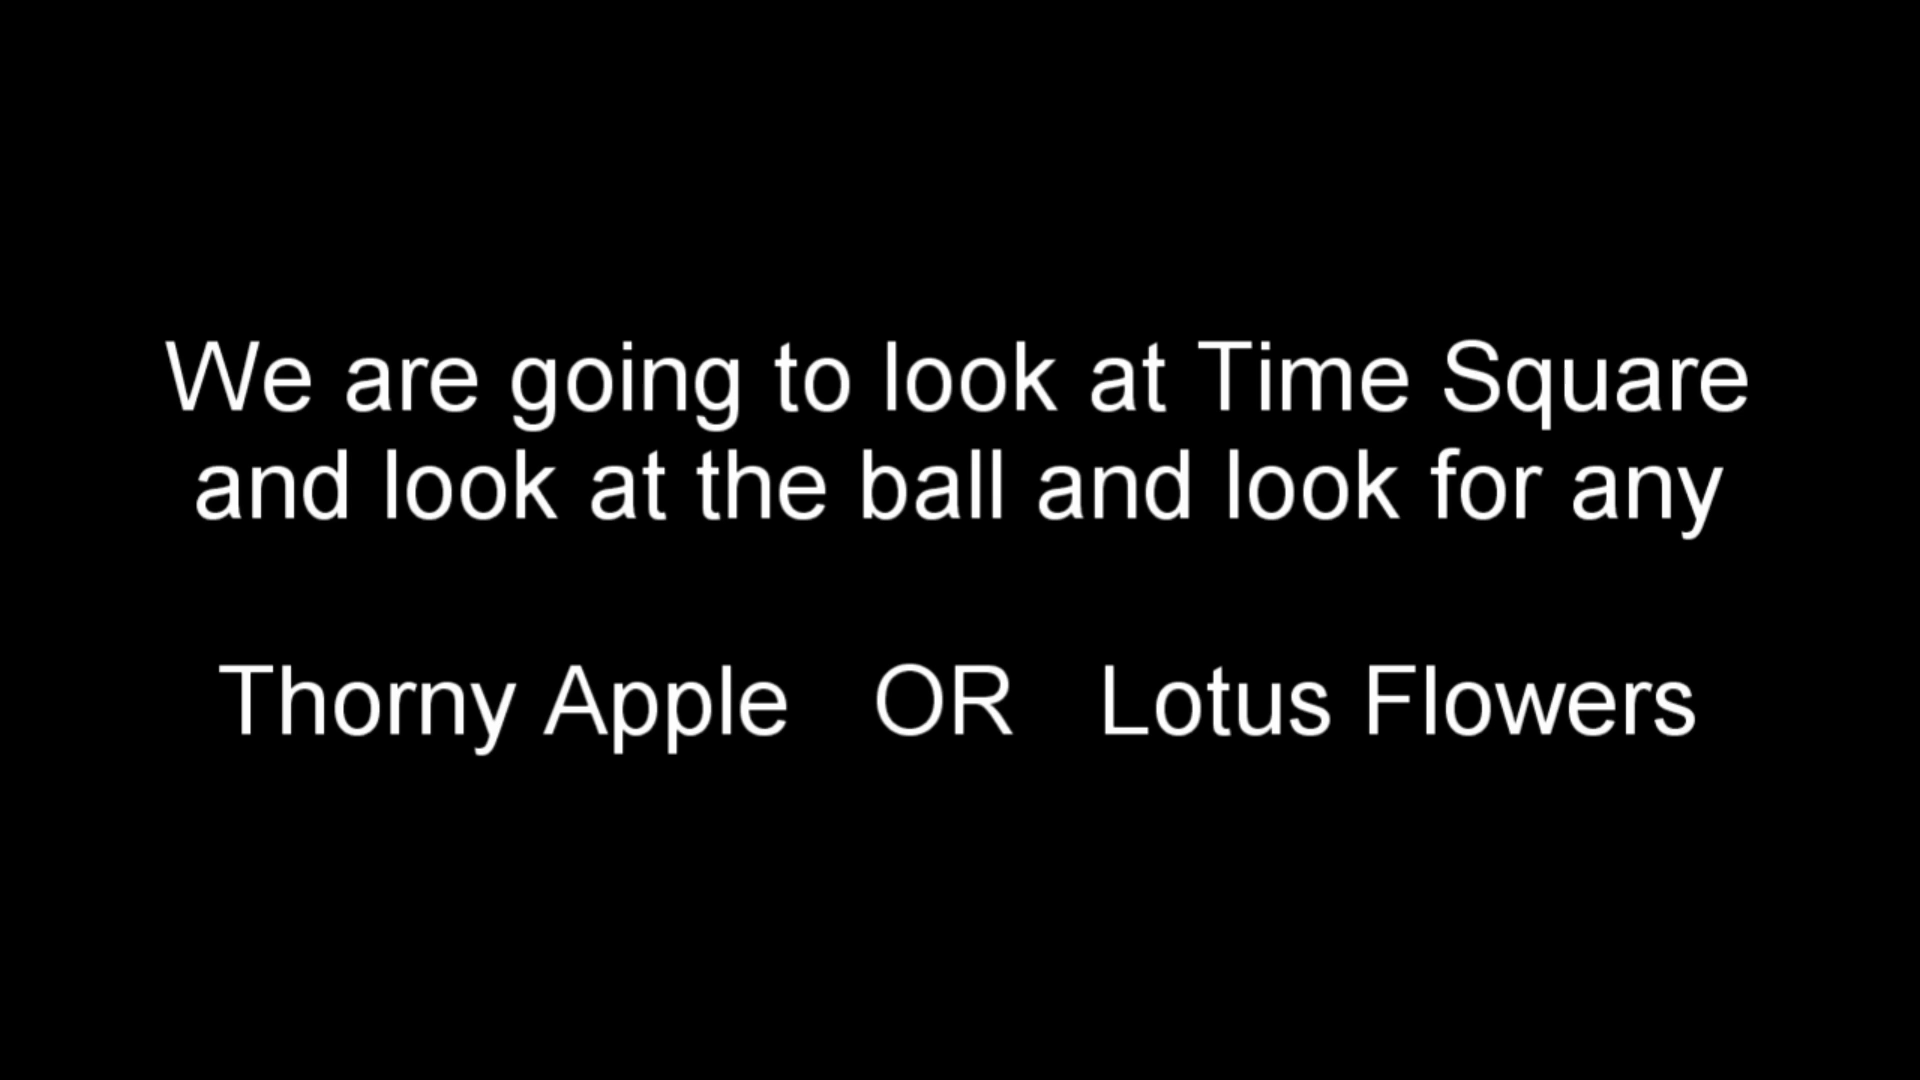 We are going to look at Time Square
and look at the ball and look for any
Thorny Apple OR Lotus Flowers